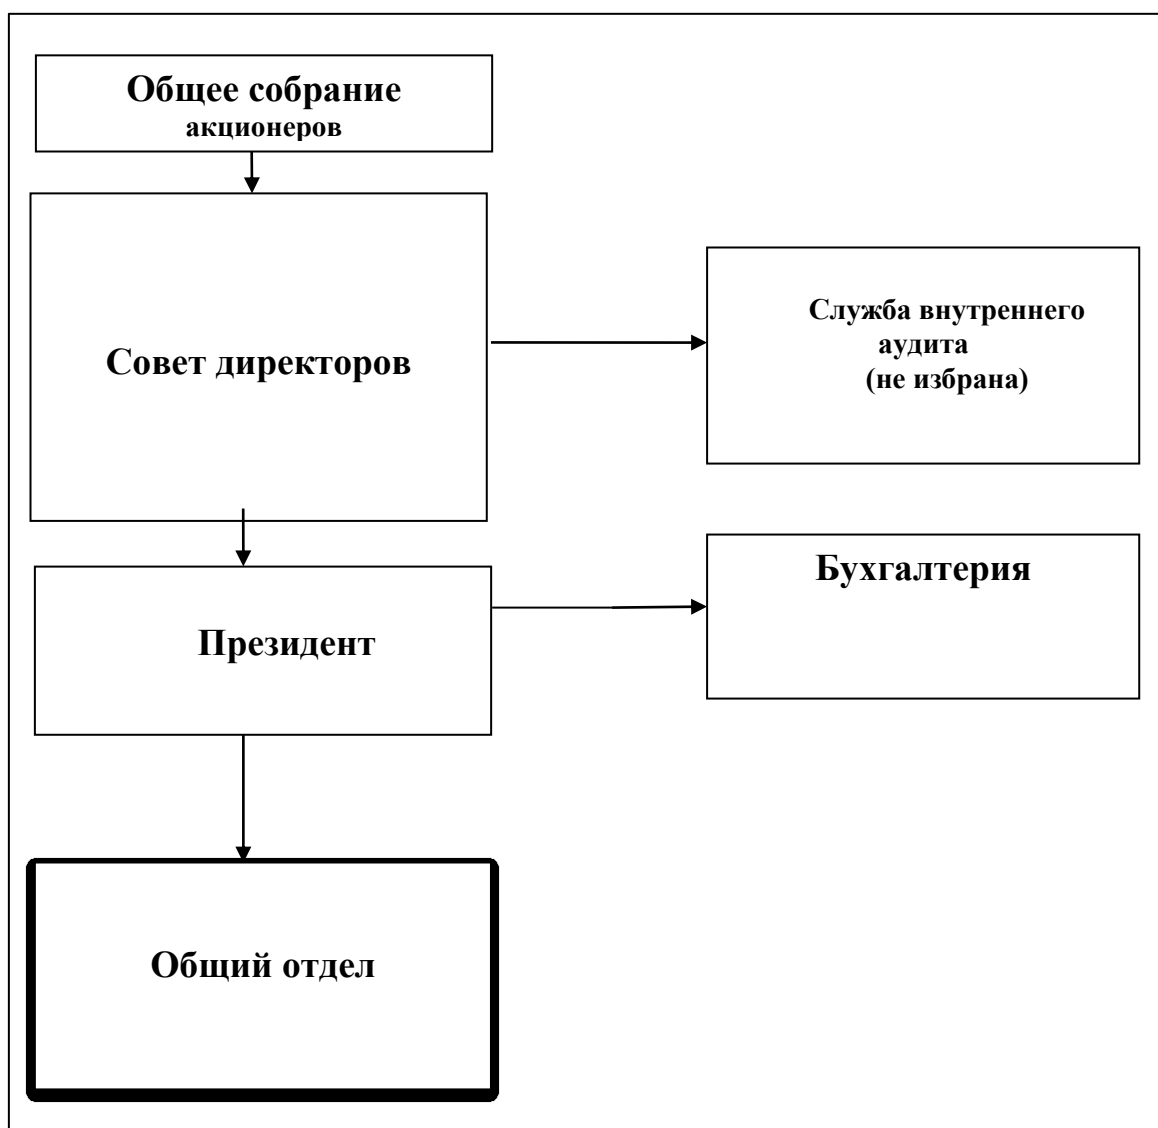 Общее собрание
акционеров
Совет директоров
Служба внутреннего
аудита
(не избрана)
Президент
Бухгалтерия
Общий отдел